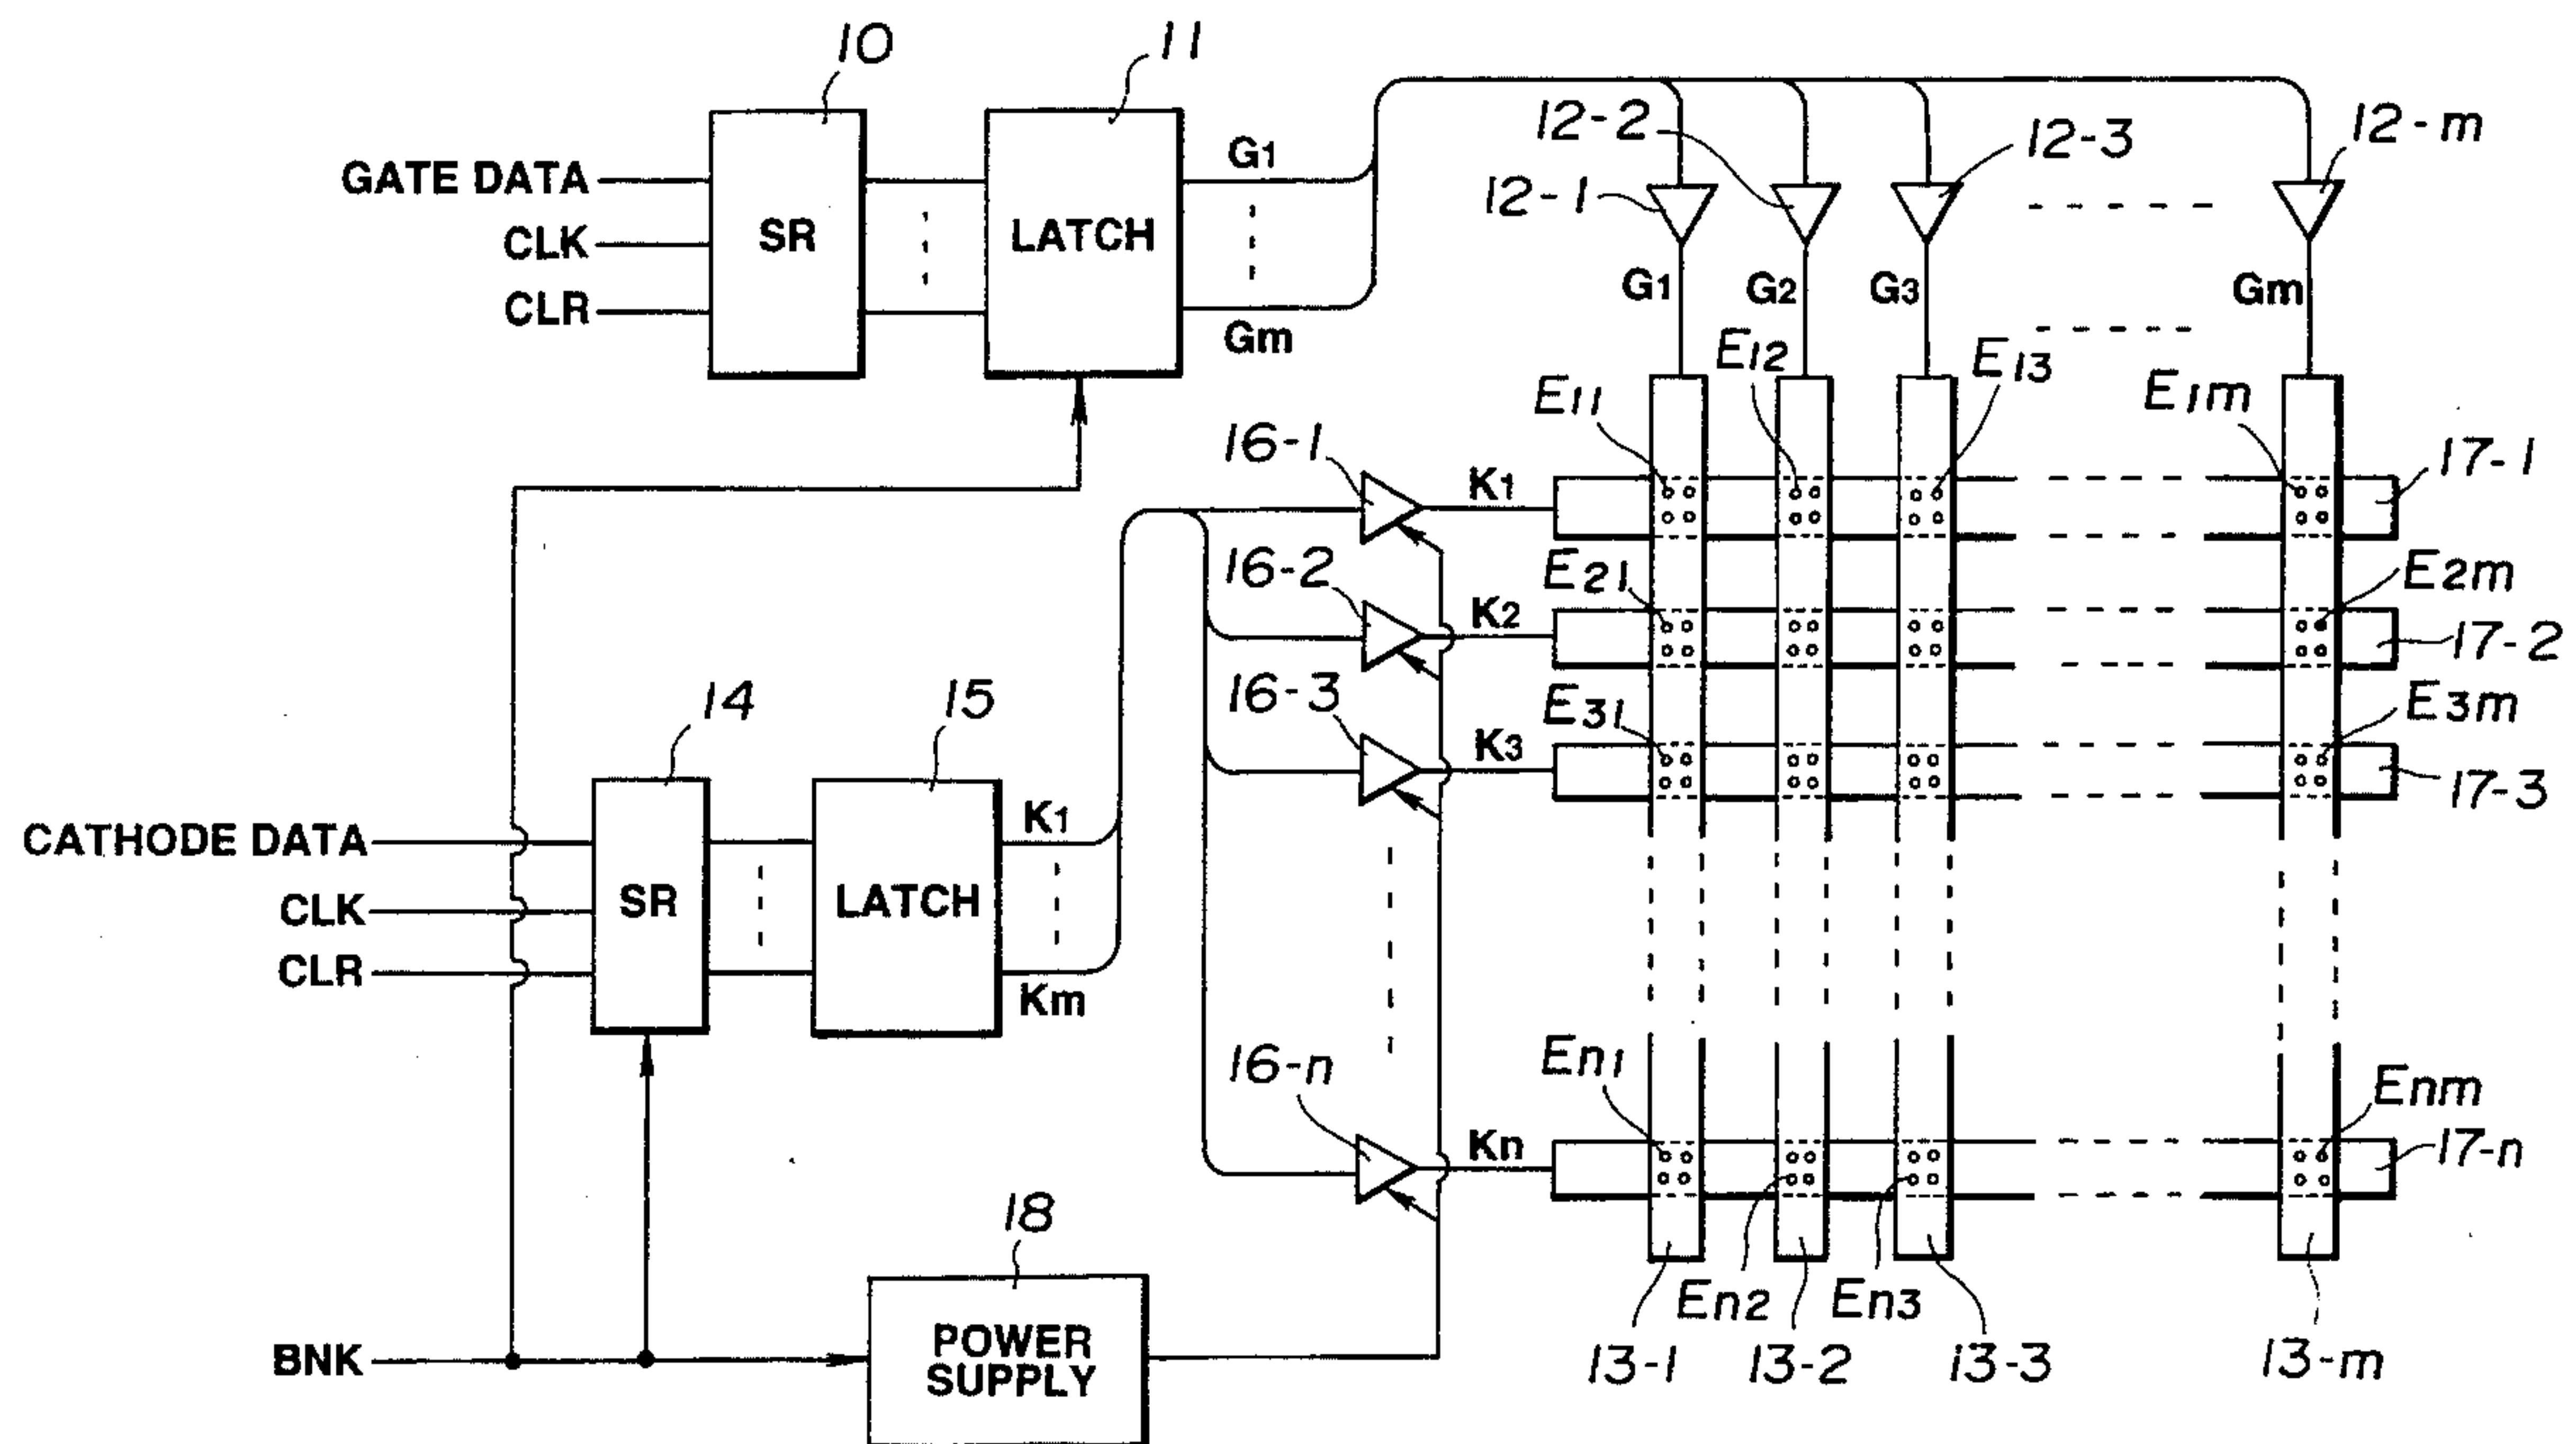 10
11
12-2
12-3
12-m
12-1
GATE DATA
CLK
CLR
SR
LATCH
G1
Gm
G1
G2
G3
Gm
E11
E12
E13
E1m
16-1
K1
17-1
16-2
K2
E21
E2m
17-2
16-3
K3
E31
E3m
17-3
14
15
CATHODE DATA
CLK
CLR
SR
LATCH
K1
Km
16-n
Kn
En1
Enm
17-n
18
En2
En3
BNK
POWER
SUPPLY
13-1
13-2
13-3
13-m